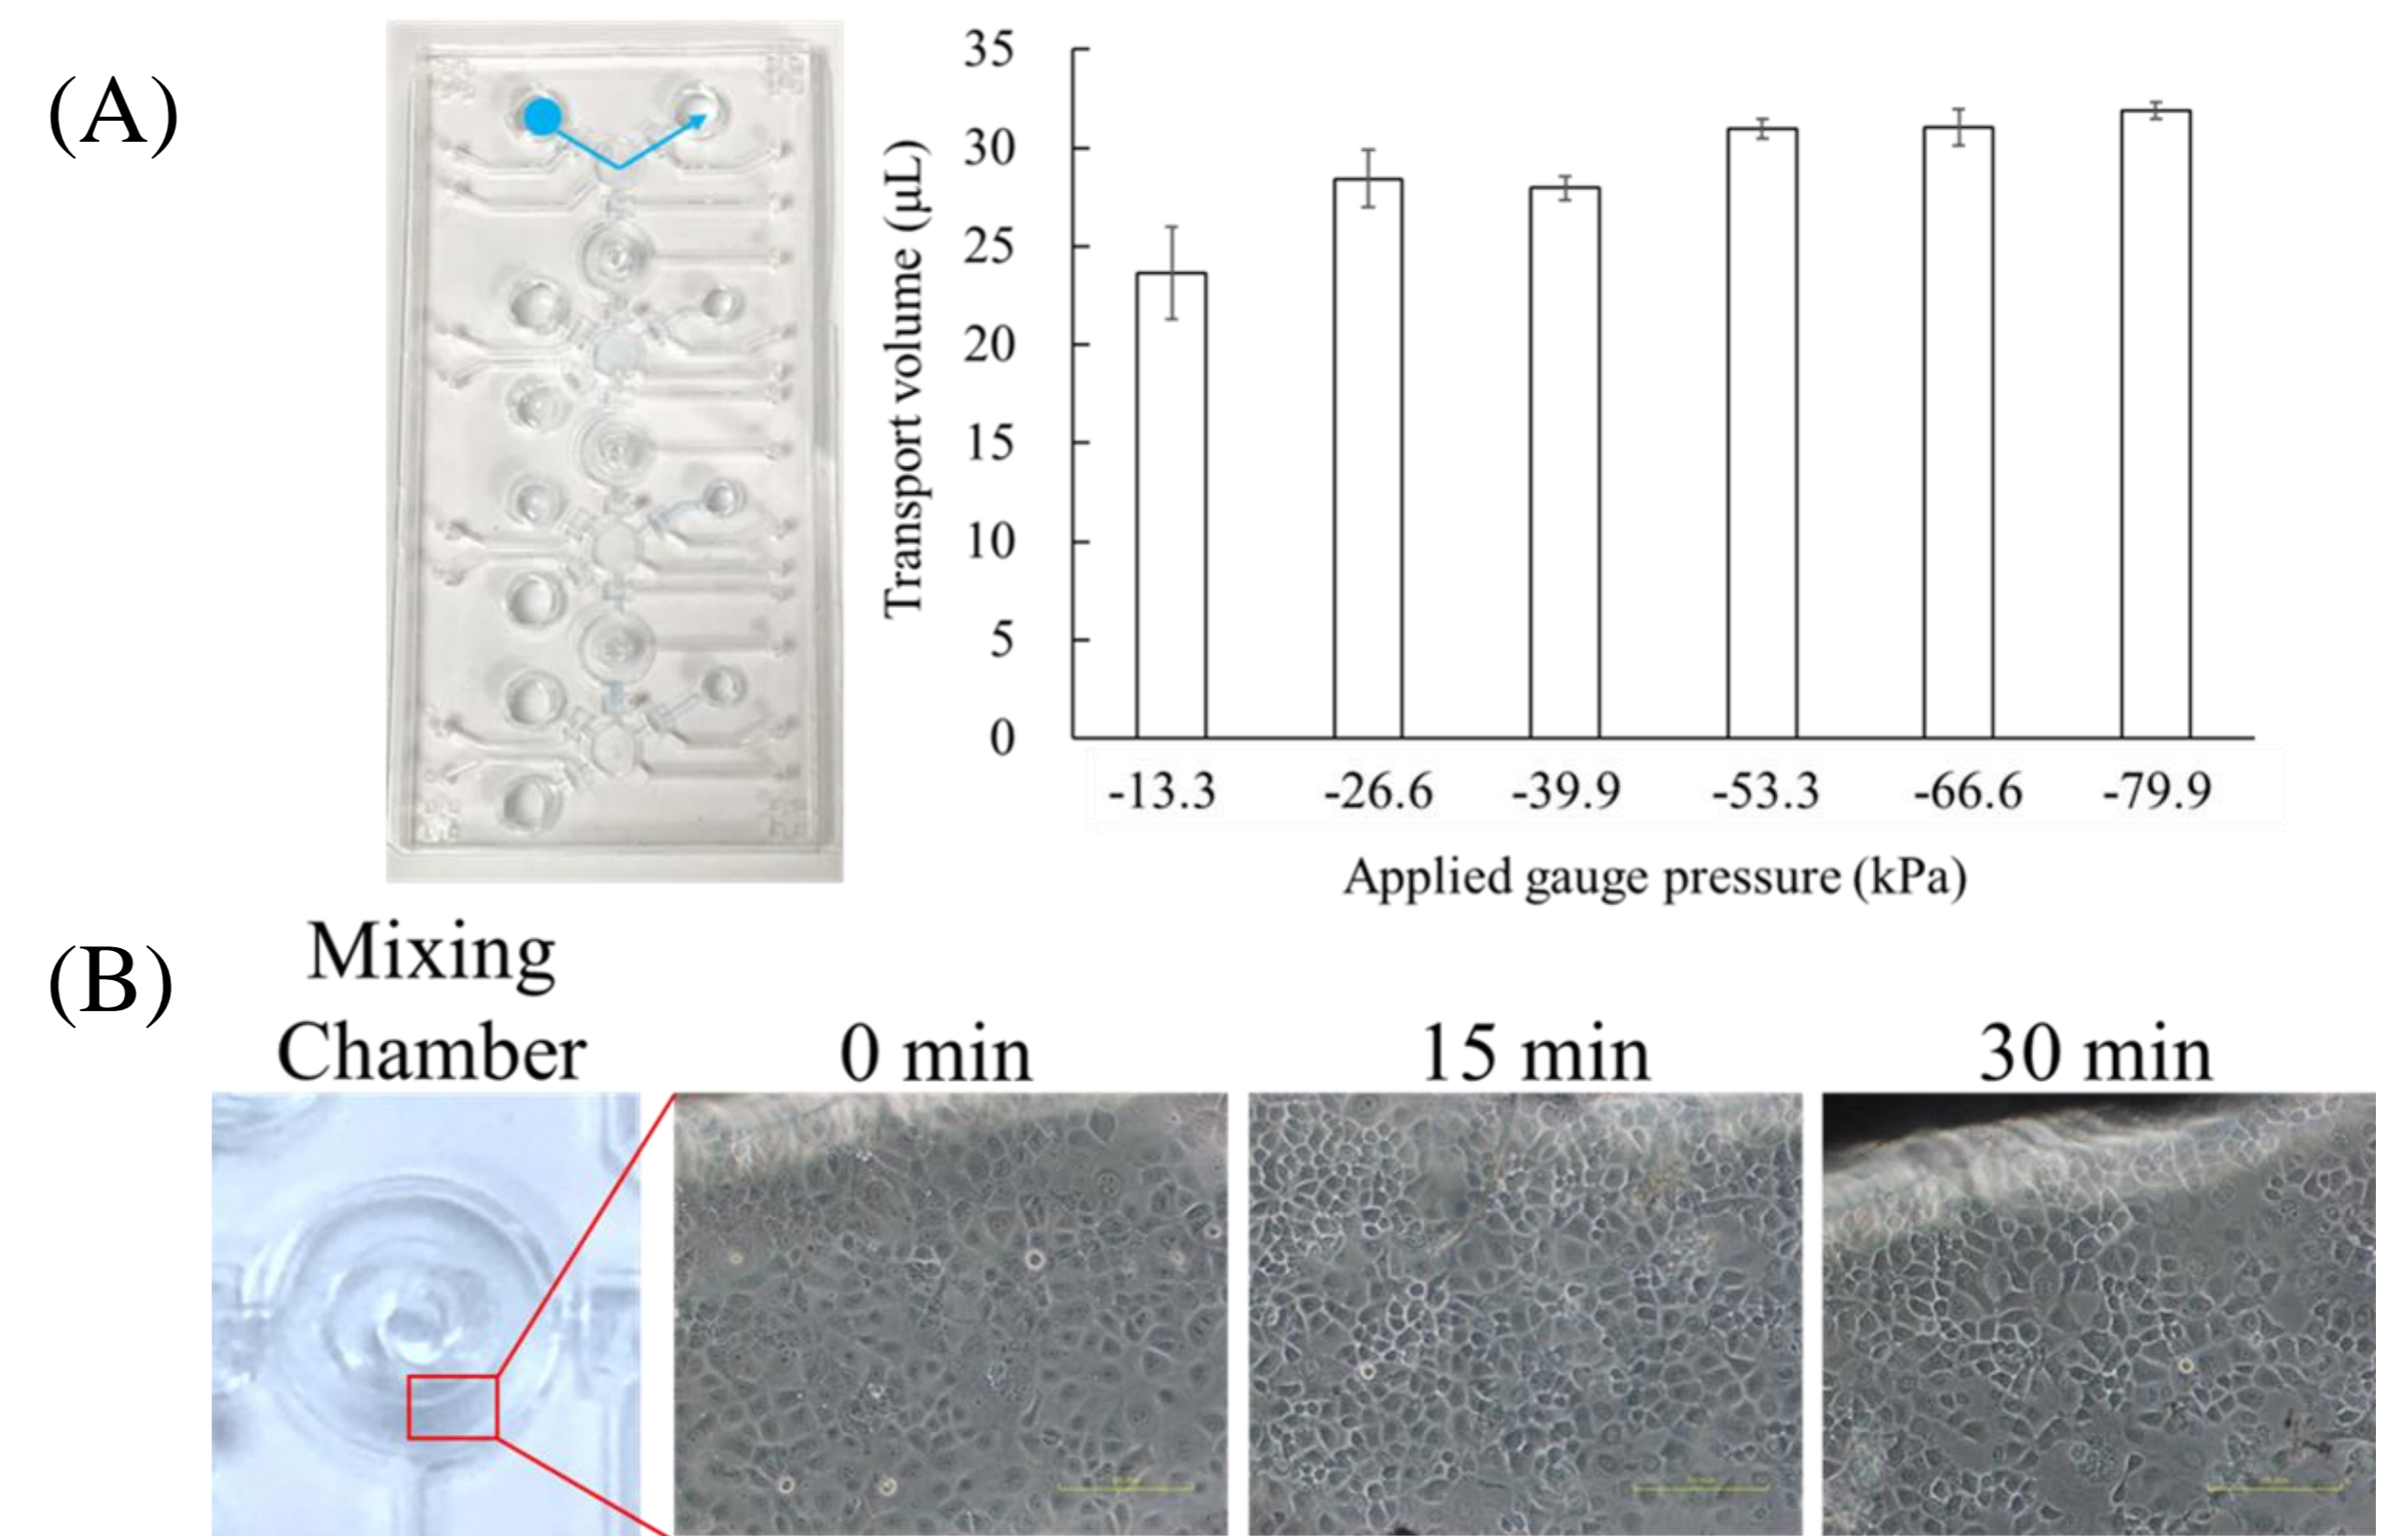 (A)
35
30
25
20
15
10
5
0
Transport volume (μL)
-13.3 -26.6 -39.9 -53.3 -66.6 -79.9
Applied gauge pressure (kPa)
(B)
Mixing
Chamber
0 min
15 min
30 min